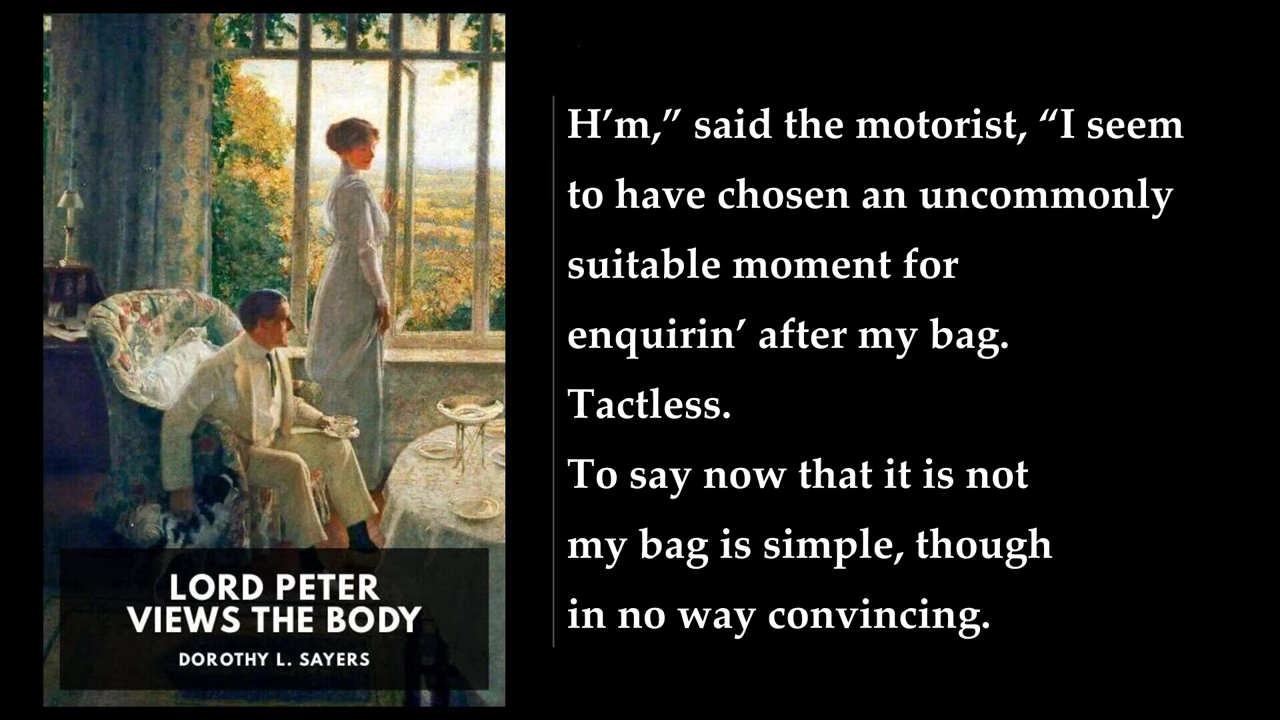 LORD PETER
VIEWS THE BODY
DOROTHY L. SAYERS
H’m,” said the motorist, “I seem
to have chosen an uncommonly
suitable moment for
enquirin’ after my bag.
Tactless.
To say now that it is not
my bag is simple, though
in no way convincing.